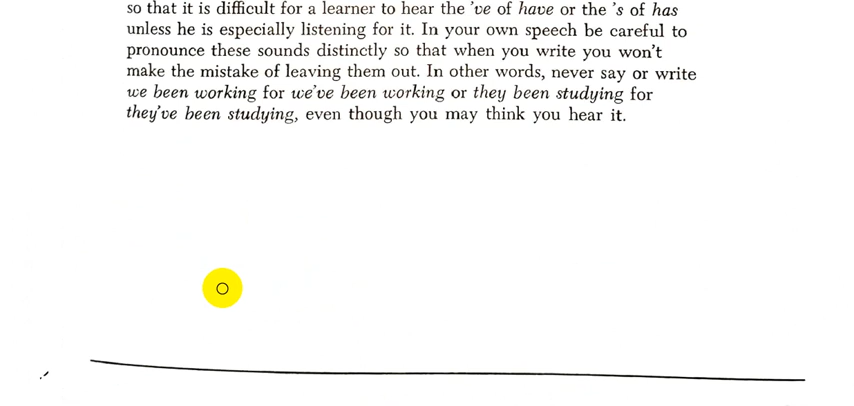 so that it is difficult for a learner to hear the 've of have or the 's of has
unless he is especially listening for it. In your own speech be careful to
pronounce these sounds distinctly so that when you write you won't
make the mistake of leaving them out. In other words, never say or write
we been working for we've been working or they been studying for
they've been studying, even though you may think you hear it.